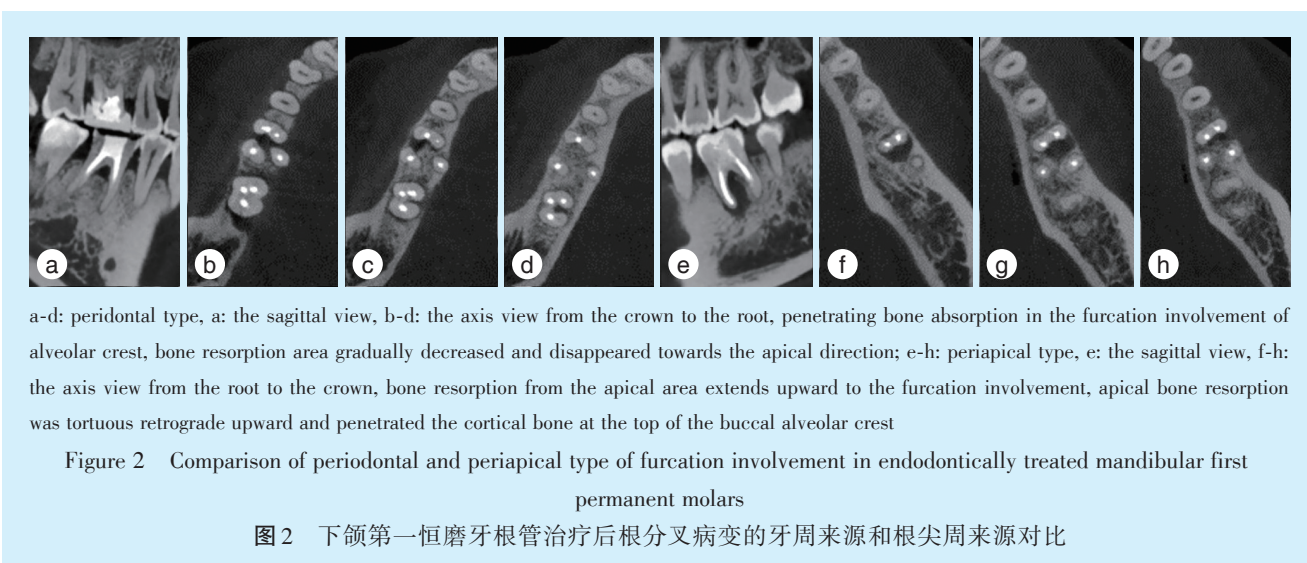 a
b
c
d
e
f
g
h
a-d: peridontal type, a: the sagittal view, b-d: the axis view from the crown to the root, penetrating bone absorption in the furcation involvement of
alveolar crest, bone resorption area gradually decreased and disappeared towards the apical direction; e-h: periapical type, e: the sagittal view, f-h:
the axis view from the root to the crown, bone resorption from the apical area extends upward to the furcation involvement, apical bone resorption
was tortuous retrograde upward and penetrated the cortical bone at the top of the buccal alveolar crest
Figure 2 Comparison of periodontal and periapical type of furcation involvement in endodontically treated mandibular first
permanent molars
图2 下颌第一恒磨牙根管治疗后根分叉病变的牙周来源和根尖周来源对比